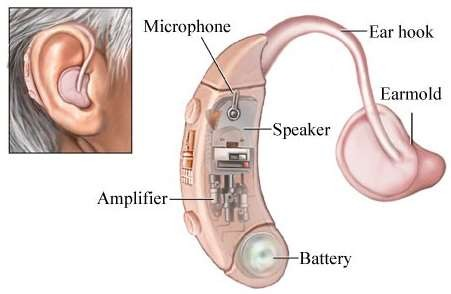 Microphone
Ear hook
Earmold
Speaker
Amplifier
Battery